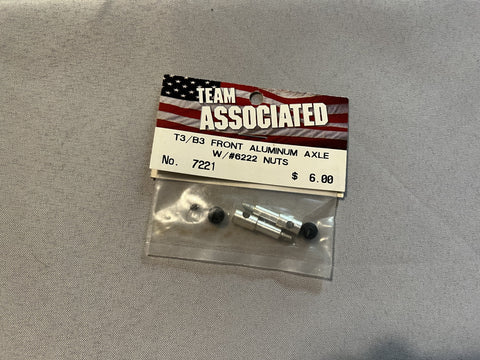 TEAM
ASSOCIATED
T3/B3 FRONT ALUMINUM AXLE
W/#6222 NUTS
No. 7221
$ 6.00